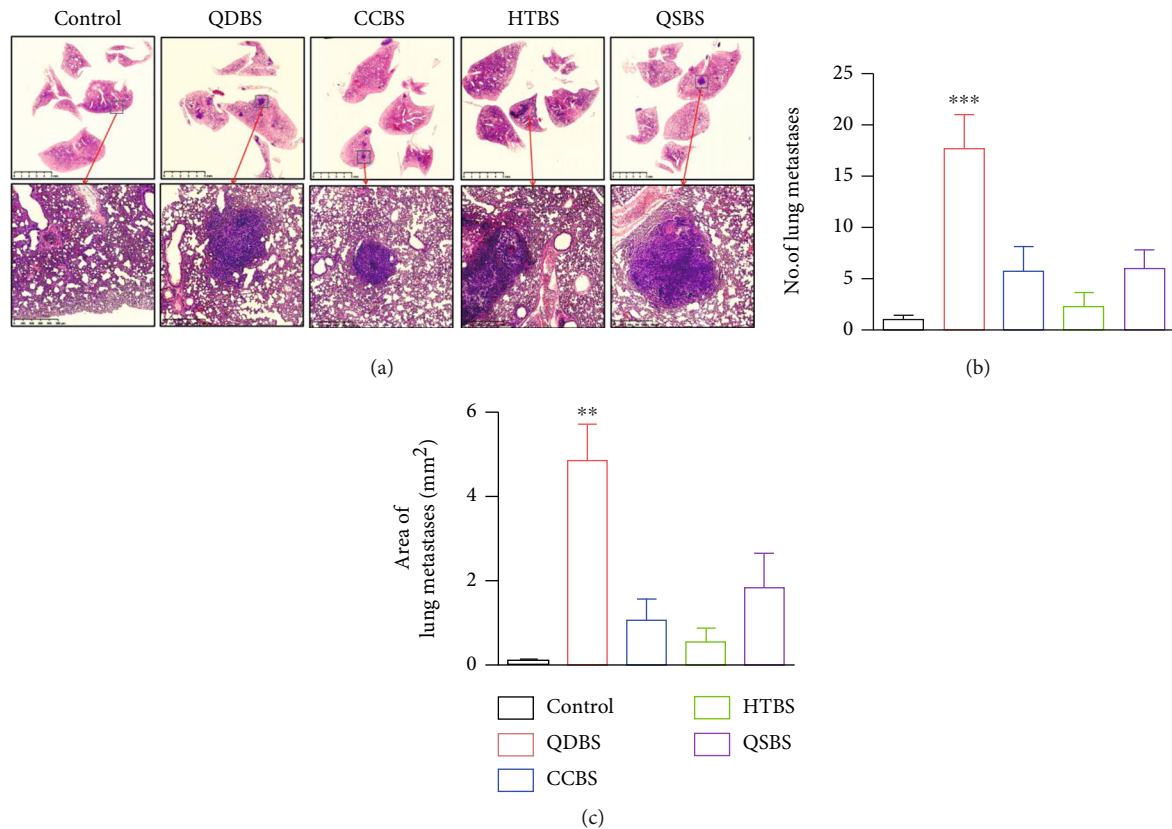 Control QDBS CCBS HTBS QSBS
(a)
No.of lung metastases
25
20
15
10
5
0
***
(b)
Area of
lung metastases (mm²)
6
4
2
0
**
Control
QDBS
CCBS
HTBS
QSBS
(c)